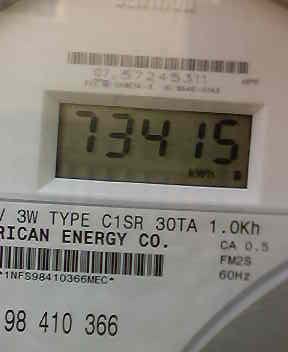 73415
kWh
V 3W TYPE C1SR 30TA 1.0Kh
RICAN ENERGY CO.
CA 0.5
FM2S
60Hz
*1NFS98410366MEC*
98 410 366